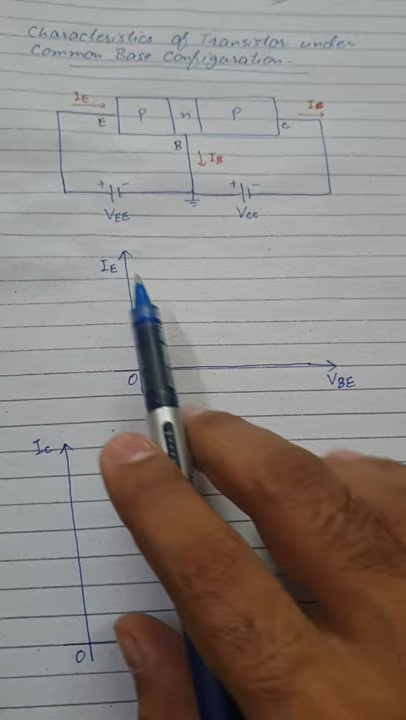 Characteristics of Transistor under
Common Base Configuration.
IE
E
P
n
P
C
IE
B
IB
+ -
VEE
+ -
VCC
IE
O
VBE
IC
O